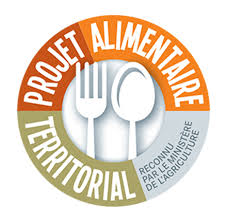 PROJET
ALIMENTAIRE
TERRITORIAL
RECONNU
PAR LE MINISTÈRE
DE L'AGRICULTURE